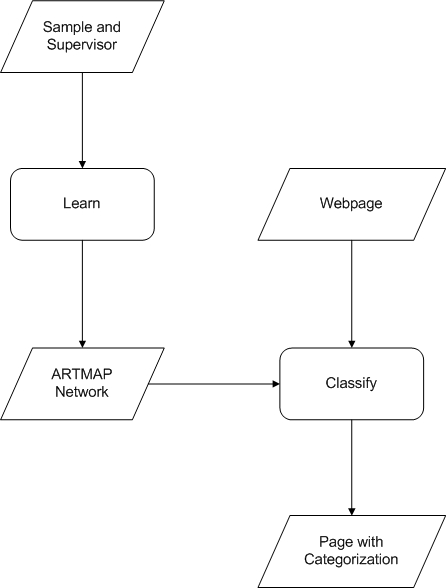 Sample and
Supervisor
Learn
Webpage
ARTMAP
Network
Classify
Page with
Categorization